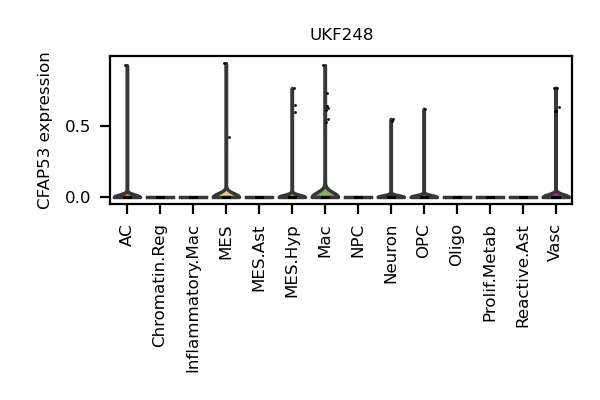 UKF248
CFAP53 expression
0.5
0.0
AC
Chromatin.Reg
Inflammatory.Mac
MES
MES.Ast
MES.Hyp
Mac
NPC
Neuron
OPC
Oligo
Prolif.Metab
Reactive.Ast
Vasc